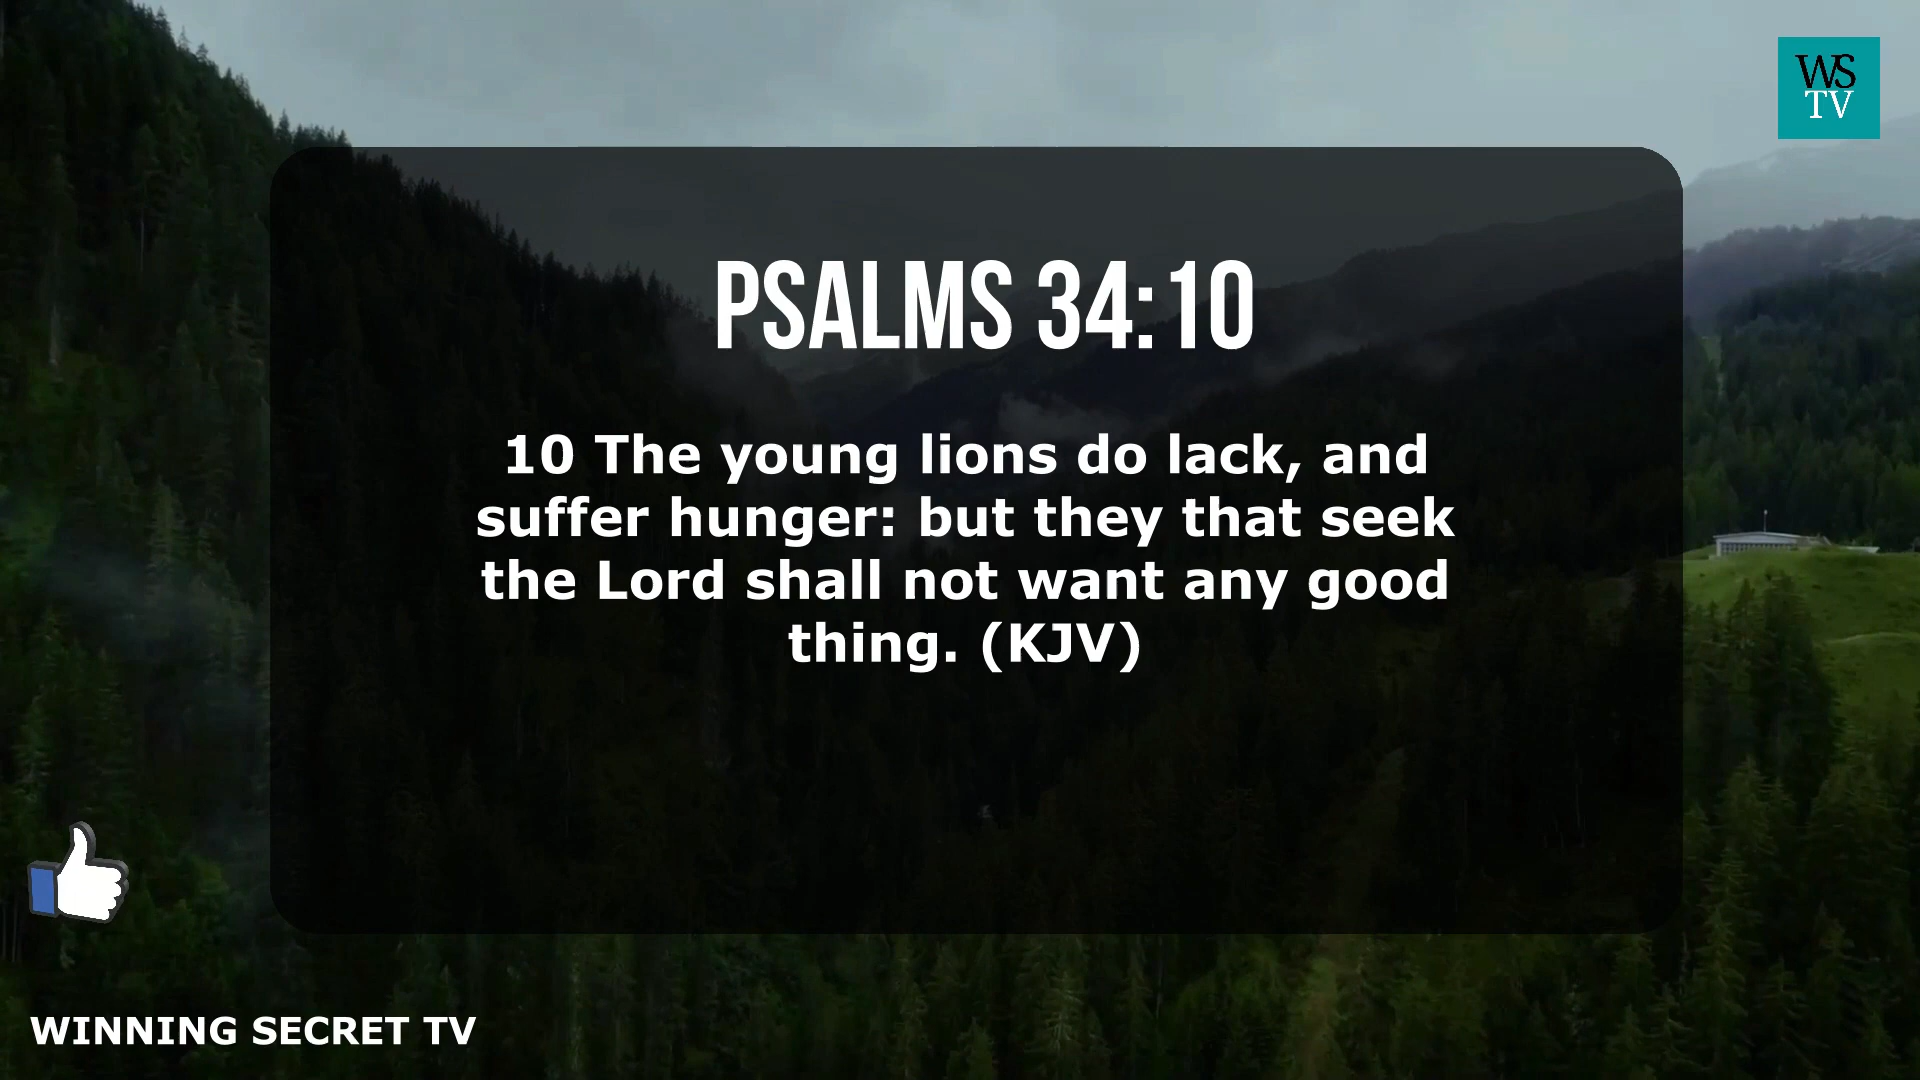 WS
TV
PSALMS 34:10
10 The young lions do lack, and
suffer hunger: but they that seek
the Lord shall not want any good
thing. (KJV)
WINNING SECRET TV